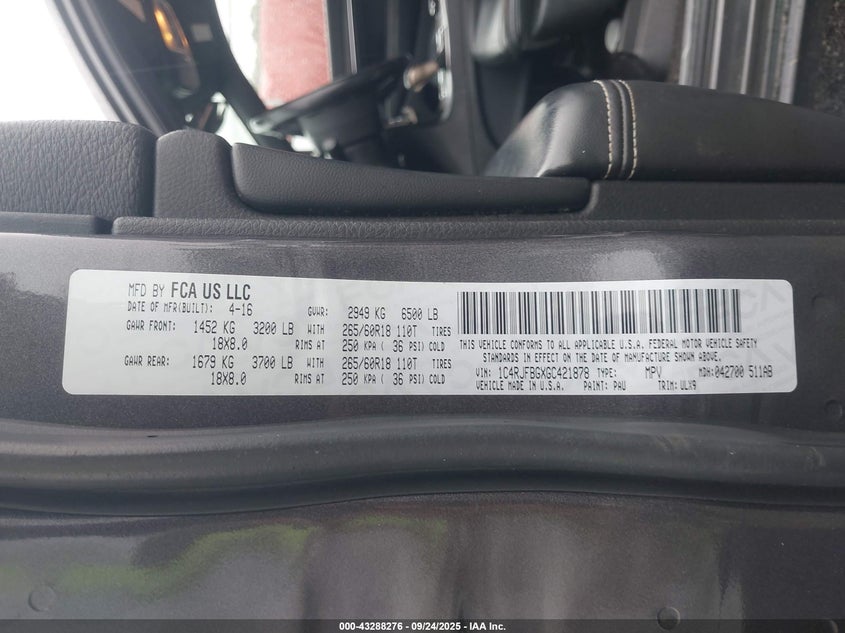 MFD BY FCA US LLC
DATE OF MFR(BUILT): 4-16 GVWR: 2949 KG 6500 LB
GAWR FRONT: 1452 KG 3200 LB WITH 265/60R18 110T TIRES
18X8.0 RIMS AT 250 KPA ( 36 PSI) COLD
GAWR REAR: 1679 KG 3700 LB WITH 265/60R18 110T TIRES
18X8.0 RIMS AT 250 KPA ( 36 PSI) COLD
THIS VEHICLE CONFORMS TO ALL APPLICABLE U.S.A. FEDERAL MOTOR VEHICLE SAFETY
STANDARDS IN EFFECT ON THE DATE OF MANUFACTURE SHOWN ABOVE.
VIN: 1C4RJFBGXGC421878 TYPE: MPV MDH: 042700 511AB
VEHICLE MADE IN U.S.A. PAINT: PAU TRIM: ULX9
000-43288276 - 09/24/2025 - IAA Inc.